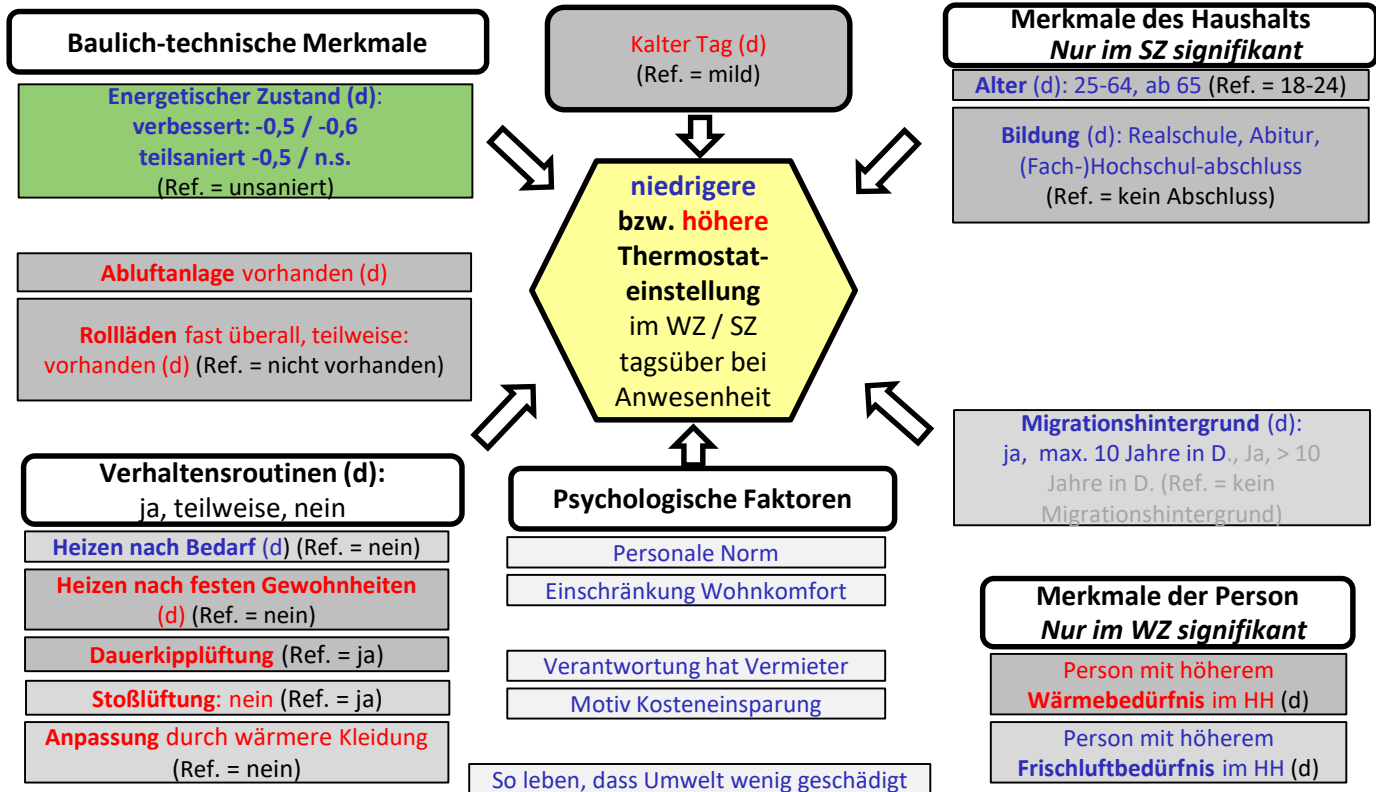 Baulich-technische Merkmale
Energetischer Zustand (d):
verbessert: -0,5 / -0,6
teilsaniert -0,5 / n.s.
(Ref. = unsaniert)
Abluftanlage vorhanden (d)
Rollläden fast überall, teilweise:
vorhanden (d) (Ref. = nicht vorhanden)
Verhaltensroutinen (d):
ja, teilweise, nein
Heizen nach Bedarf (d) (Ref. = nein)
Heizen nach festen Gewohnheiten
(d) (Ref. = nein)
Dauerkipplüftung (Ref. = ja)
Stoßlüftung: nein (Ref. = ja)
Anpassung durch wärmere Kleidung
(Ref. = nein)
Kalter Tag (d)
(Ref. = mild)
niedrigere
bzw. höhere
Thermostat-
einstellung
im WZ / SZ
tagsüber bei
Anwesenheit
Psychologische Faktoren
Personale Norm
Einschränkung Wohnkomfort
Verantwortung hat Vermieter
Motiv Kosteneinsparung
So leben, dass Umwelt wenig geschädigt
Merkmale des Haushalts
Nur im SZ signifikant
Alter (d): 25-64, ab 65 (Ref. = 18-24)
Bildung (d): Realschule, Abitur,
(Fach-)Hochschul-abschluss
(Ref. = kein Abschluss)
Migrationshintergrund (d):
ja, max. 10 Jahre in D., Ja, > 10
Jahre in D. (Ref. = kein
Migrationshintergrund)
Merkmale der Person
Nur im WZ signifikant
Person mit höherem
Wärmebedürfnis im HH (d)
Person mit höherem
Frischluftbedürfnis im HH (d)